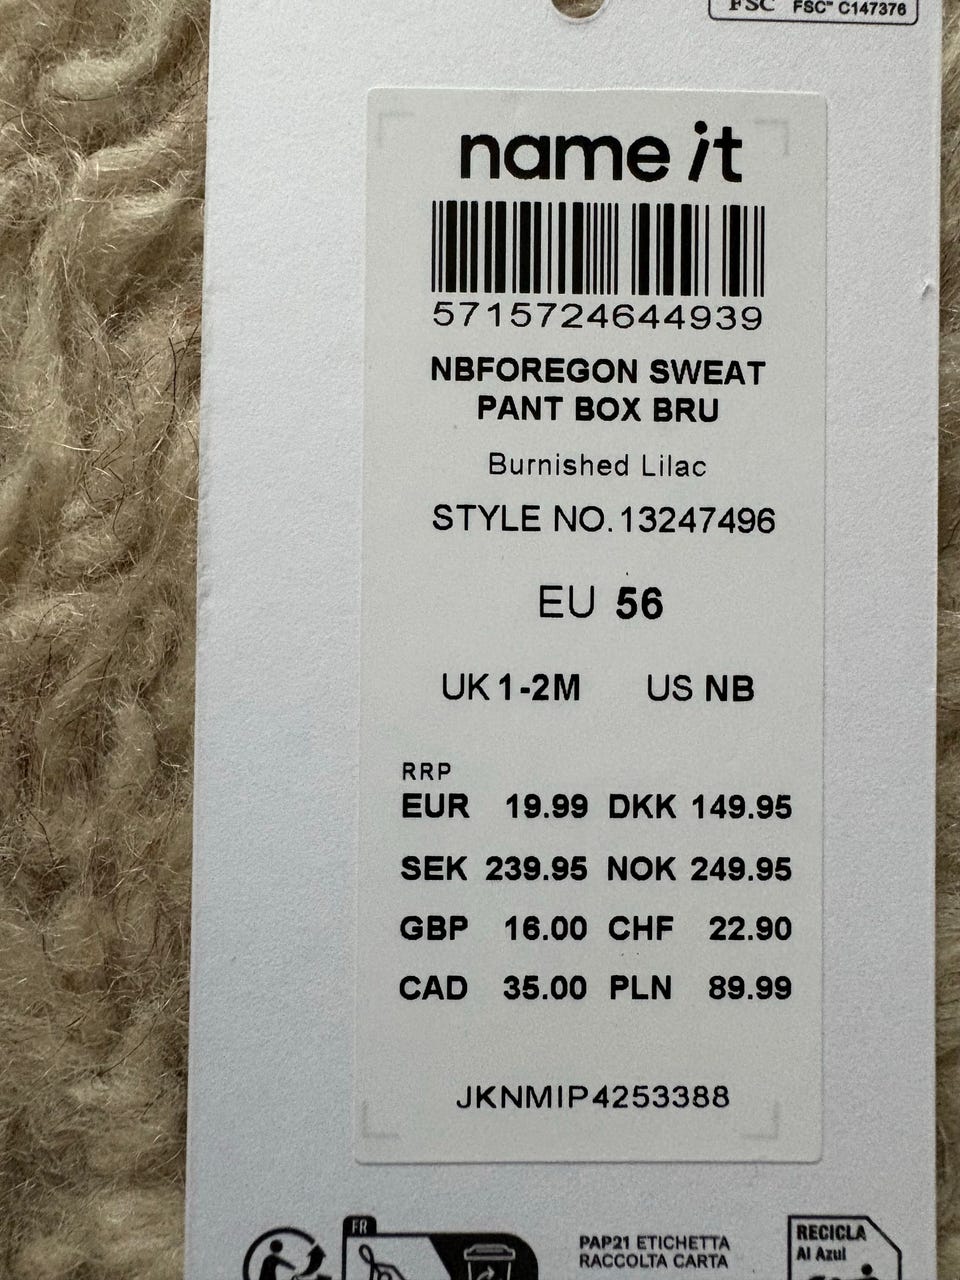 FSC FSC™ C147376
name it
5715724644939
NBFOREGON SWEAT
PANT BOX BRU
Burnished Lilac
STYLE NO. 13247496
EU 56
UK 1-2M US NB
RRP
EUR 19.99 DKK 149.95
SEK 239.95 NOK 249.95
GBP 16.00 CHF 22.90
CAD 35.00 PLN 89.99
JKNMIP4253388
FR
PAP21 ETICHETTA
RACCOLTA CARTA
RECICLA
Al Azul